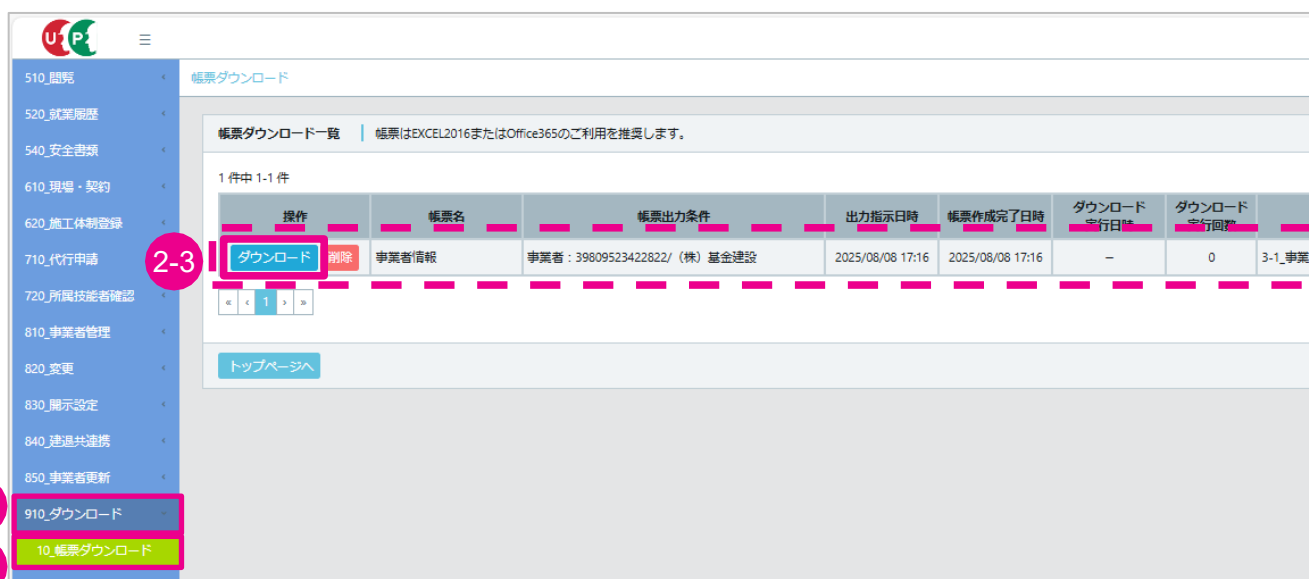 UPC
510_閲覧
520_就業履歴
540_安全書類
610_現場・契約
620_施工体制登録
710_代行申請
720_所属技能者確認
810_事業者管理
820_変更
830_開示設定
840_建退共連携
850_事業者更新
910_ダウンロード
10_帳票ダウンロード
帳票ダウンロード
帳票ダウンロード一覧 帳票はEXCEL2016またはOffice365のご利用を推奨します。
1 件中 1-1 件
操作 帳票名 帳票出力条件 出力指示日時 帳票作成完了日時 ダウンロード実行日時 ダウンロード実行回数
2-3
ダウンロード 削除 事業者情報 事業者：39809523422822/（株）基金建設 2025/08/08 17:16 2025/08/08 17:16 – 0 3-1_事業
« ‹ 1 › »
トップページへ